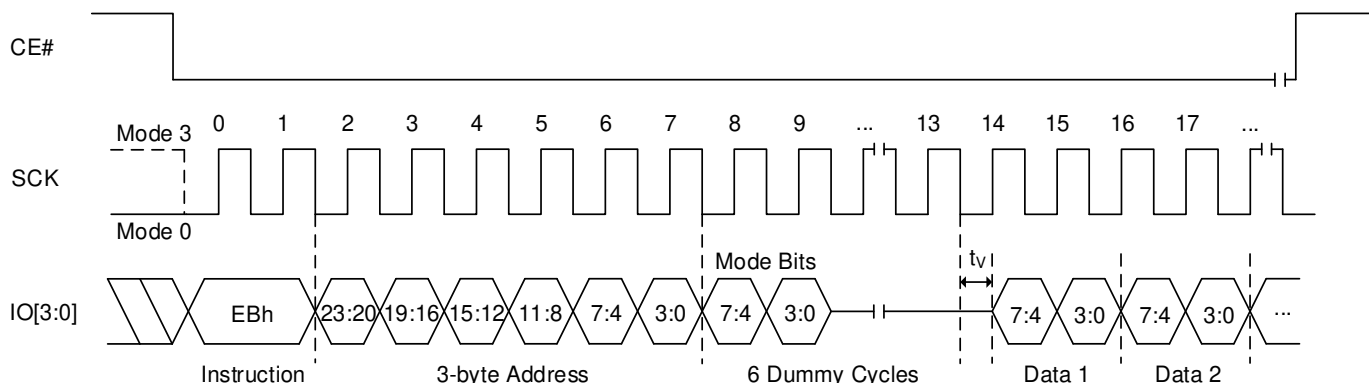 CE#
0 1 2 3 4 5 6 7 8 9 ... 13 14 15 16 17 ...
Mode 3
SCK
Mode 0
Mode Bits
tV
IO[3:0] EBh 23:20 19:16 15:12 11:8 7:4 3:0 7:4 3:0 7:4 3:0 7:4 3:0 ...
Instruction 3-byte Address 6 Dummy Cycles Data 1 Data 2